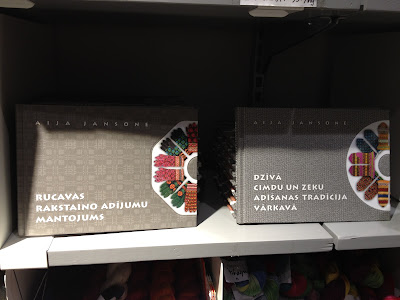 AIJA JANSONE
RUCAVAS
RAKSTAINO ADĪJUMU
MANTOJUMS
AIJA JANSONE
DZĪVĀ
CIMDU UN ZEĶU
ADĪŠANAS TRADĪCIJA
VĀRKAVĀ